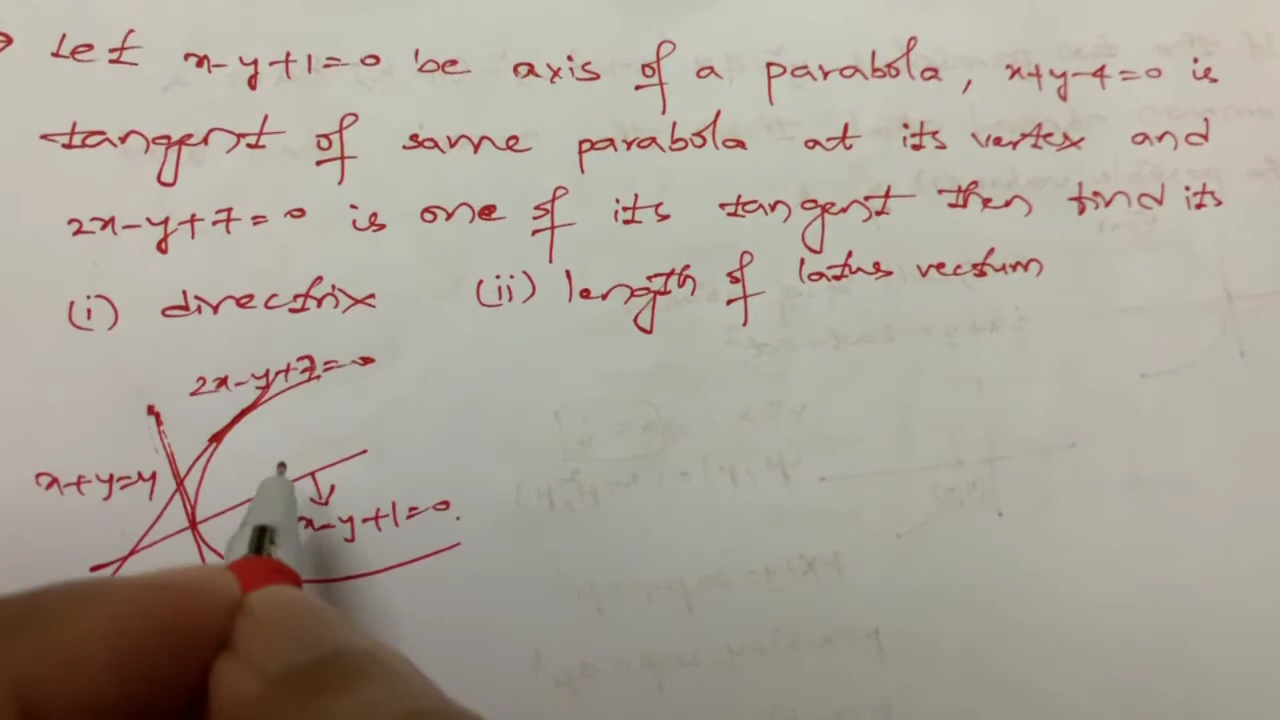 Let x-y+1=0 be axis of a parabola, x+y-4=0 is
tangent of same parabola at its vertex and
2x-y+7=0 is one of its tangent then find its
(i) directrix (ii) length of latus rectum
2x-y+7=0
x+y=4
x-y+1=0.